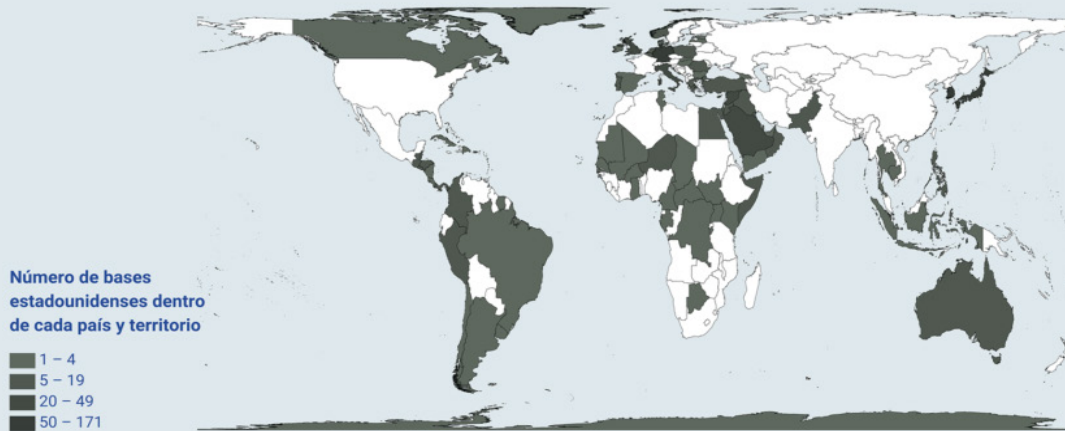 Número de bases
estadounidenses dentro
de cada país y territorio
1 – 4
5 – 19
20 – 49
50 – 171